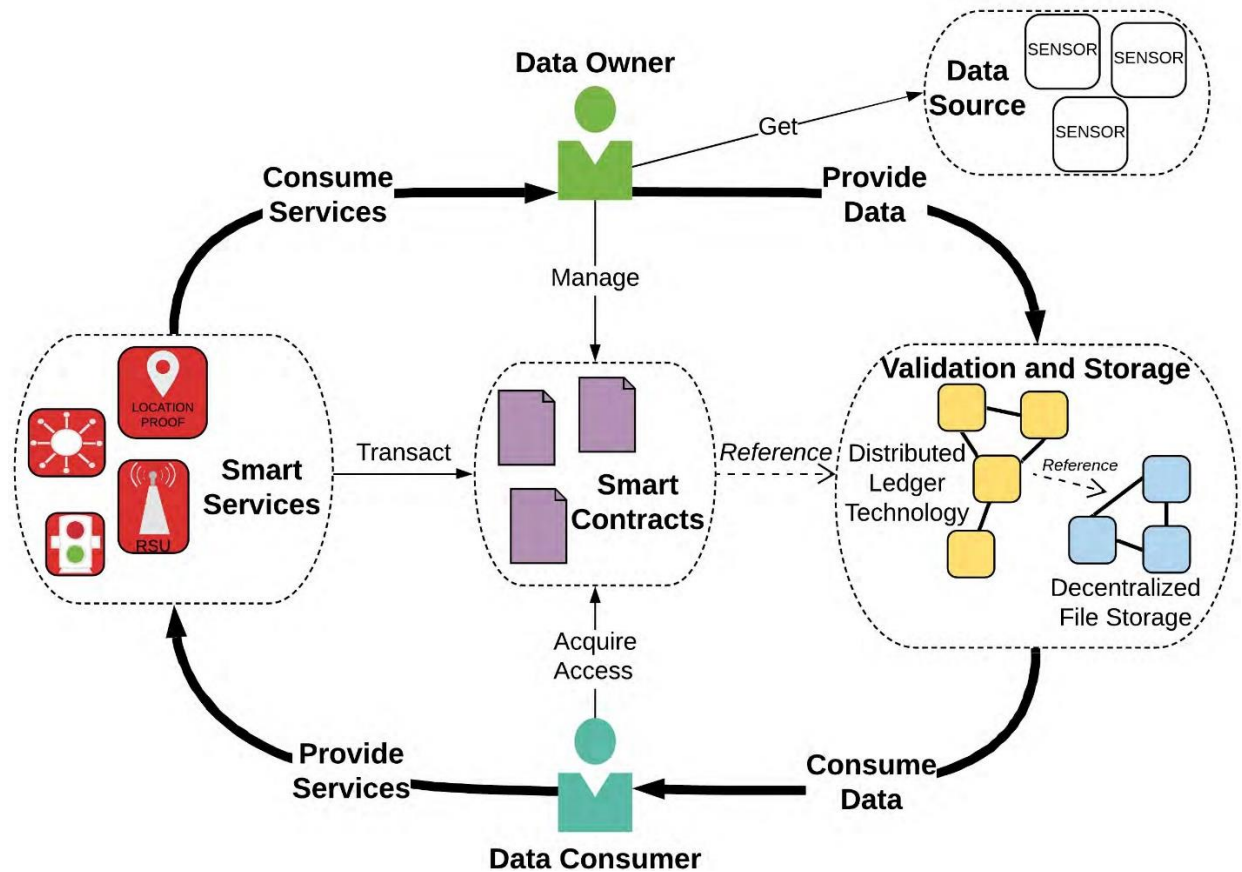 Data Owner
Data
Source
SENSOR
SENSOR
SENSOR
Get
Consume
Services
Provide
Data
Manage
LOCATION
PROOF
RSU
Smart
Services
Transact
Smart
Contracts
Reference
Validation and Storage
Distributed
Ledger
Technology
Reference
Decentralized
File Storage
Acquire
Access
Provide
Services
Consume
Data
Data Consumer